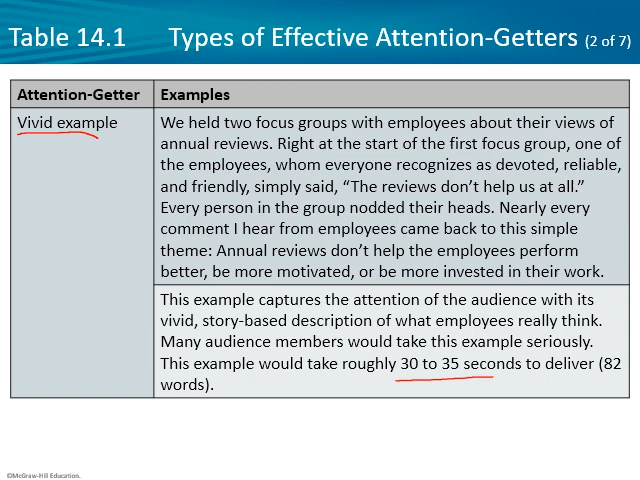 Table 14.1 Types of Effective Attention-Getters (2 of 7)
Attention-Getter Examples
Vivid example
We held two focus groups with employees about their views of
annual reviews. Right at the start of the first focus group, one of
the employees, whom everyone recognizes as devoted, reliable,
and friendly, simply said, “The reviews don’t help us at all.”
Every person in the group nodded their heads. Nearly every
comment I hear from employees came back to this simple
theme: Annual reviews don’t help the employees perform
better, be more motivated, or be more invested in their work.
This example captures the attention of the audience with its
vivid, story-based description of what employees really think.
Many audience members would take this example seriously.
This example would take roughly 30 to 35 seconds to deliver (82
words).
©McGraw-Hill Education.